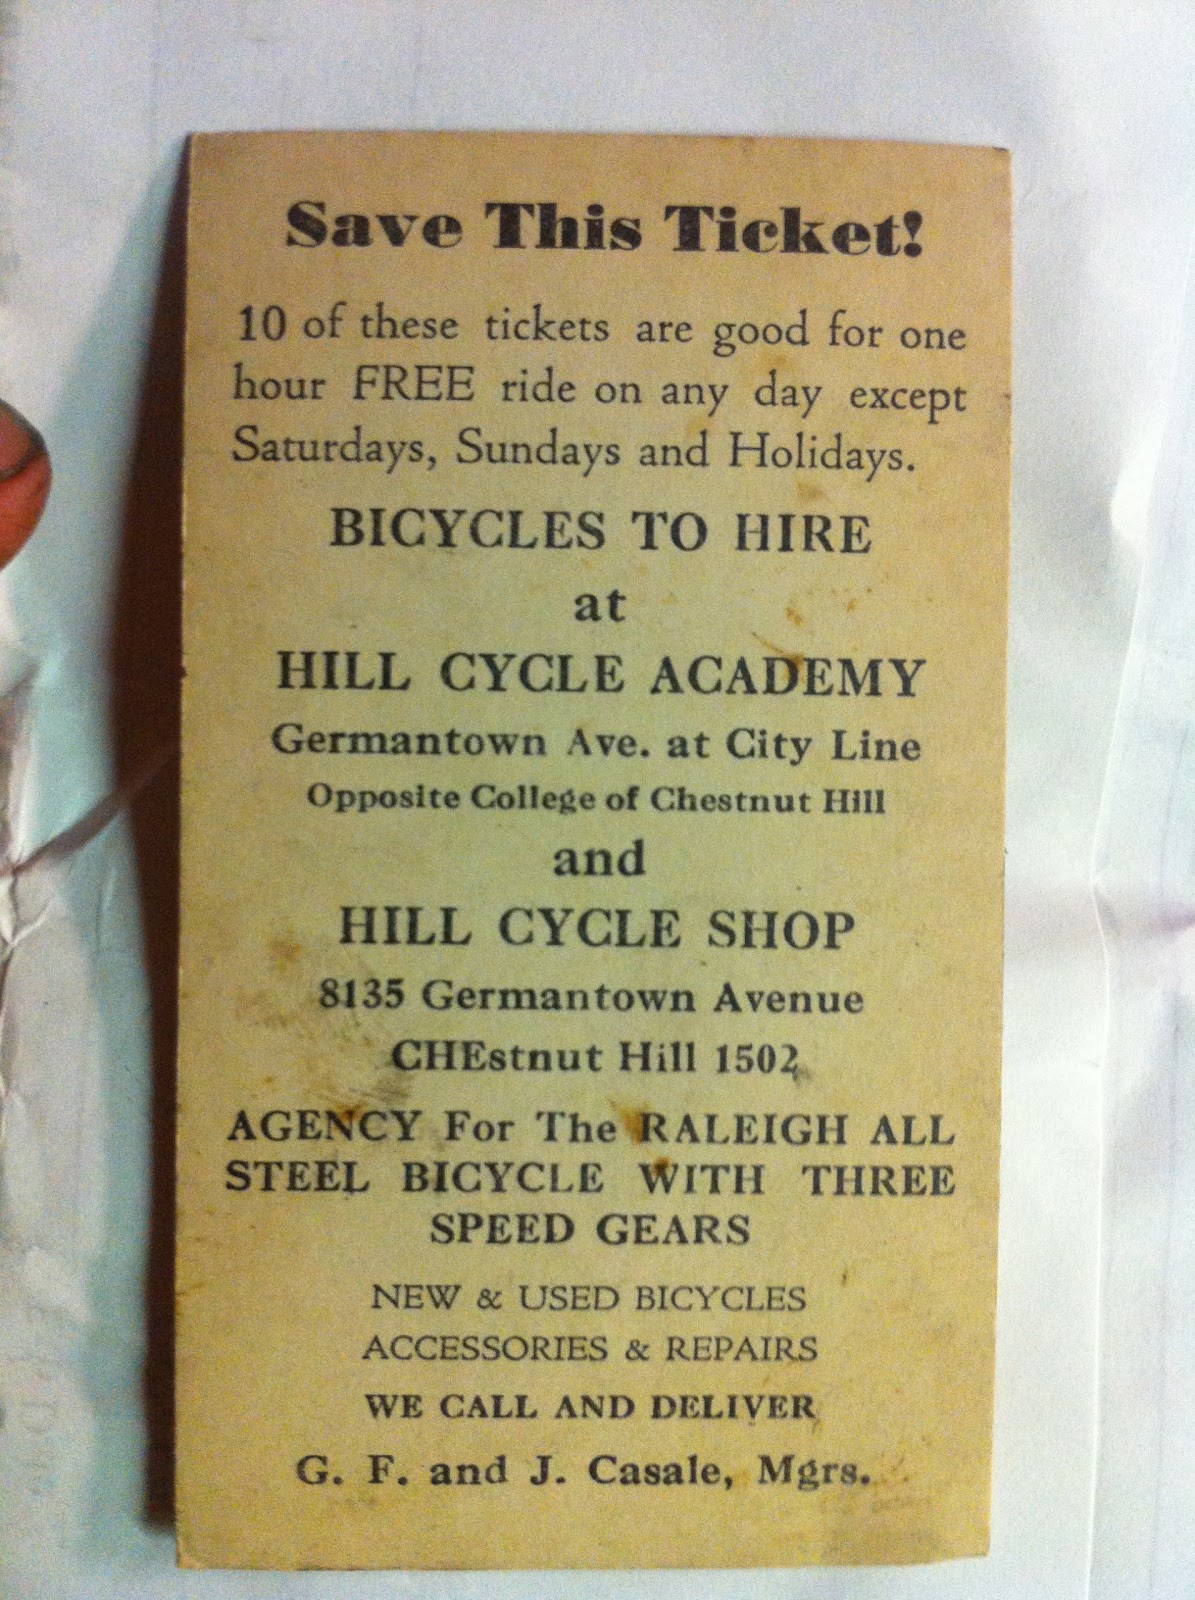 Save This Ticket!
10 of these tickets are good for one
hour FREE ride on any day except
Saturdays, Sundays and Holidays.
BICYCLES TO HIRE
at
HILL CYCLE ACADEMY
Germantown Ave. at City Line
Opposite College of Chestnut Hill
and
HILL CYCLE SHOP
8135 Germantown Avenue
CHEstnut Hill 1502
AGENCY For The RALEIGH ALL
STEEL BICYCLE WITH THREE
SPEED GEARS
NEW & USED BICYCLES
ACCESSORIES & REPAIRS
WE CALL AND DELIVER
G. F. and J. Casale, Mgrs.